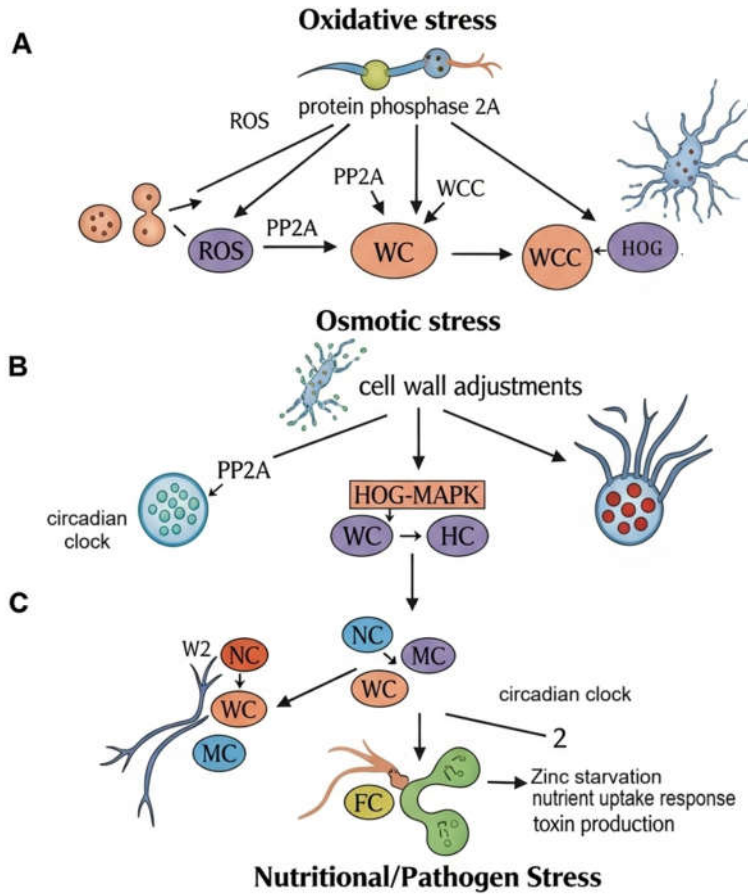 Oxidative stress
A
protein phosphase 2A
ROS
PP2A
WCC
ROS
PP2A
WC
WCC
HOG
Osmotic stress
B
cell wall adjustments
PP2A
circadian
clock
HOG-MAPK
WC
HC
C
W2
NC
WC
MC
NC
MC
WC
circadian clock
2
FC
Zinc starvation
nutrient uptake response
toxin production
Nutritional/Pathogen Stress